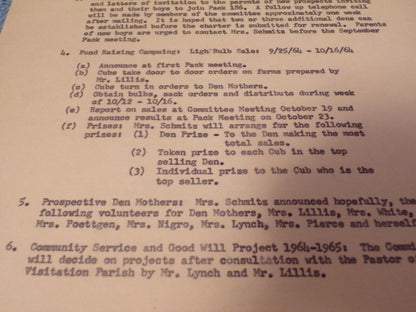 and letters of invitation to the parents of new prospects inviting
them and their boys to join Pack 186. A follow up telephone call
will be made by members of the committee approximately one week
after mailing. It is hoped that two or three additional dens can
be established before the charter is submitted for renewal. Parents
of new boys are urged to contact Mrs. Schmitz before the September
Pack meeting.
4. Fund Raising Campaing: Ligh/Bulb Sale: 9/25/64 - 10/16/64
(a) Announce at first Pack meeting.
(b) Cubs take door to door orders on forms prepared by
Mr. Lillis.
(c) Cubs turn in orders to Den Mothers.
(d) Obtain bulbs, sack orders and distribute during week
of 10/12 - 10/16.
(e) Report on sales at Committee Meeting October 19 and
announce results at Pack Meeting on October 23.
(f) Prizes: Mrs. Schmitz will arrange for the following
prizes: (1) Den Prize - To the Den making the most
total sales.
(2) Token prize to each Cub in the top
selling Den.
(3) Individual prize to the Cub who is the
top seller.
5. Prospective Den Mothers: Mrs. Schmitz announced hopefully, the
following volunteers for Den Mothers, Mrs. Lillis, Mrs. White,
Mrs. Poettgen, Mrs. Nigro, Mrs. Lynch, Mrs. Pierce and herself
6. Community Service and Good Will Project 1964-1965: The Commi
will decide on projects after consultation with the Pastor of
Visitation Parish by Mr. Lynch and Mr. Lillis.